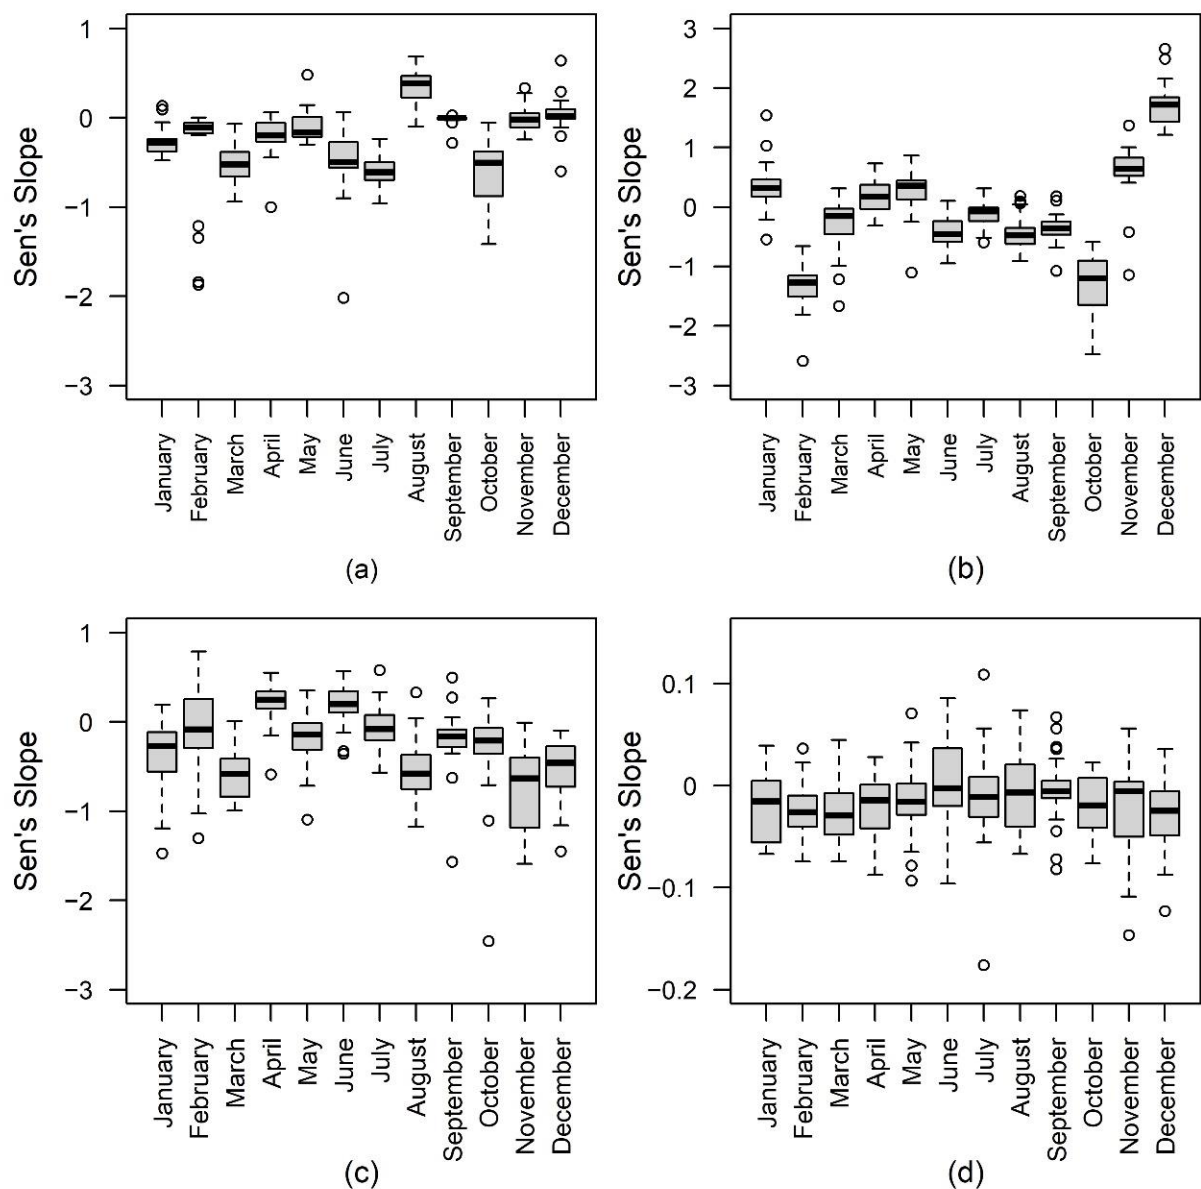 1
0
−1
−2
−3
Sen's Slope
January
February
March
April
May
June
July
August
September
October
November
December
(a)
3
2
1
0
−1
−2
−3
Sen's Slope
January
February
March
April
May
June
July
August
September
October
November
December
(b)
1
0
−1
−2
−3
Sen's Slope
January
February
March
April
May
June
July
August
September
October
November
December
(c)
0.1
0
−0.1
−0.2
Sen's Slope
January
February
March
April
May
June
July
August
September
October
November
December
(d)